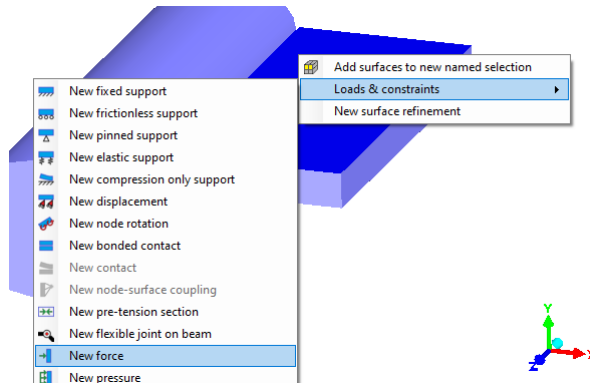 Add surfaces to new named selection
Loads & constraints
New surface refinement
New fixed support
New frictionless support
New pinned support
New elastic support
New compression only support
New displacement
New node rotation
New bonded contact
New contact
New node-surface coupling
New pre-tension section
New flexible joint on beam
New force
New pressure
Y
X
Z